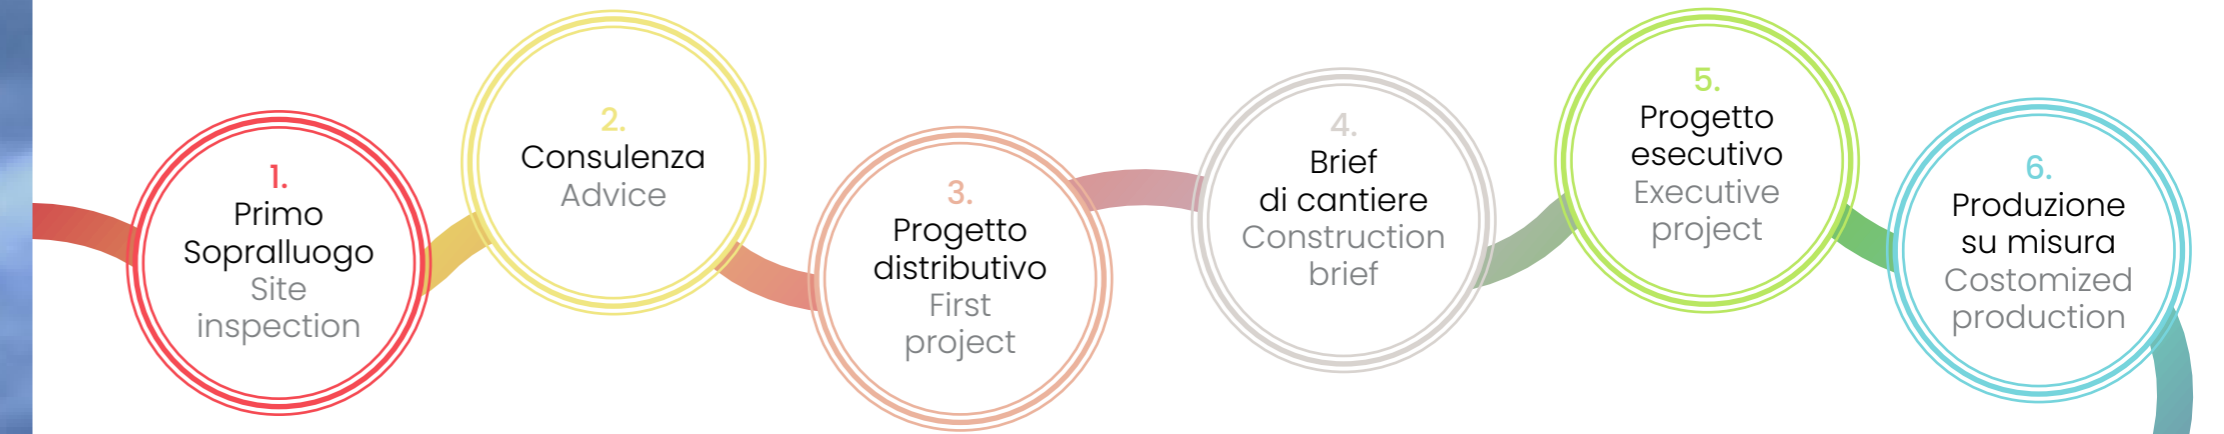 1.
Primo
Sopralluogo
Site
inspection
2.
Consulenza
Advice
3.
Progetto
distributivo
First
project
4.
Brief
di cantiere
Construction
brief
5.
Progetto
esecutivo
Executive
project
6.
Produzione
su misura
Costomized
production